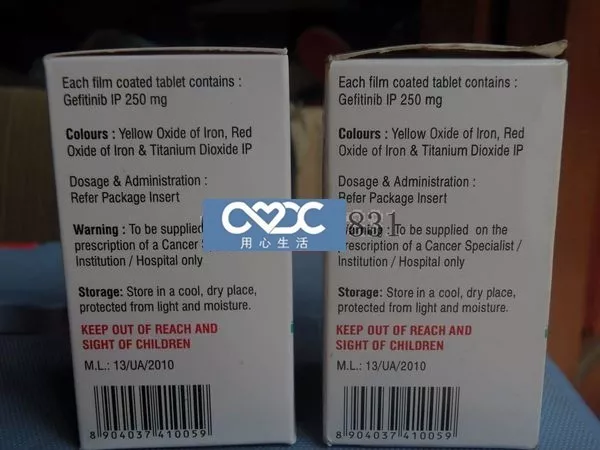 Each film coated tablet contains :
Gefitinib IP 250 mg
Colours : Yellow Oxide of Iron, Red
Oxide of Iron & Titanium Dioxide IP
Dosage & Administration :
Refer Package Insert
Warning : To be supplied
prescription of a Cancer Spec
Institution / Hospital only
Storage: Store in a cool, dry place,
protected from light and moisture.
KEEP OUT OF REACH AND
SIGHT OF CHILDREN
M.L.: 13/UA/2010
8 904037 410059
用心生活
831
Each film coated tablet contains :
Gefitinib IP 250 mg
Colours : Yellow Oxide of Iron, Red
Oxide of Iron & Titanium Dioxide IP
Dosage & Administration :
Refer Package Insert
Warning : To be supplied on the
prescription of a Cancer Specialist /
Institution / Hospital only
Storage: Store in a cool, dry place,
protected from light and moisture.
KEEP OUT OF REACH AND
SIGHT OF CHILDREN
M.L.: 13/UA/2010
8 904037 410059